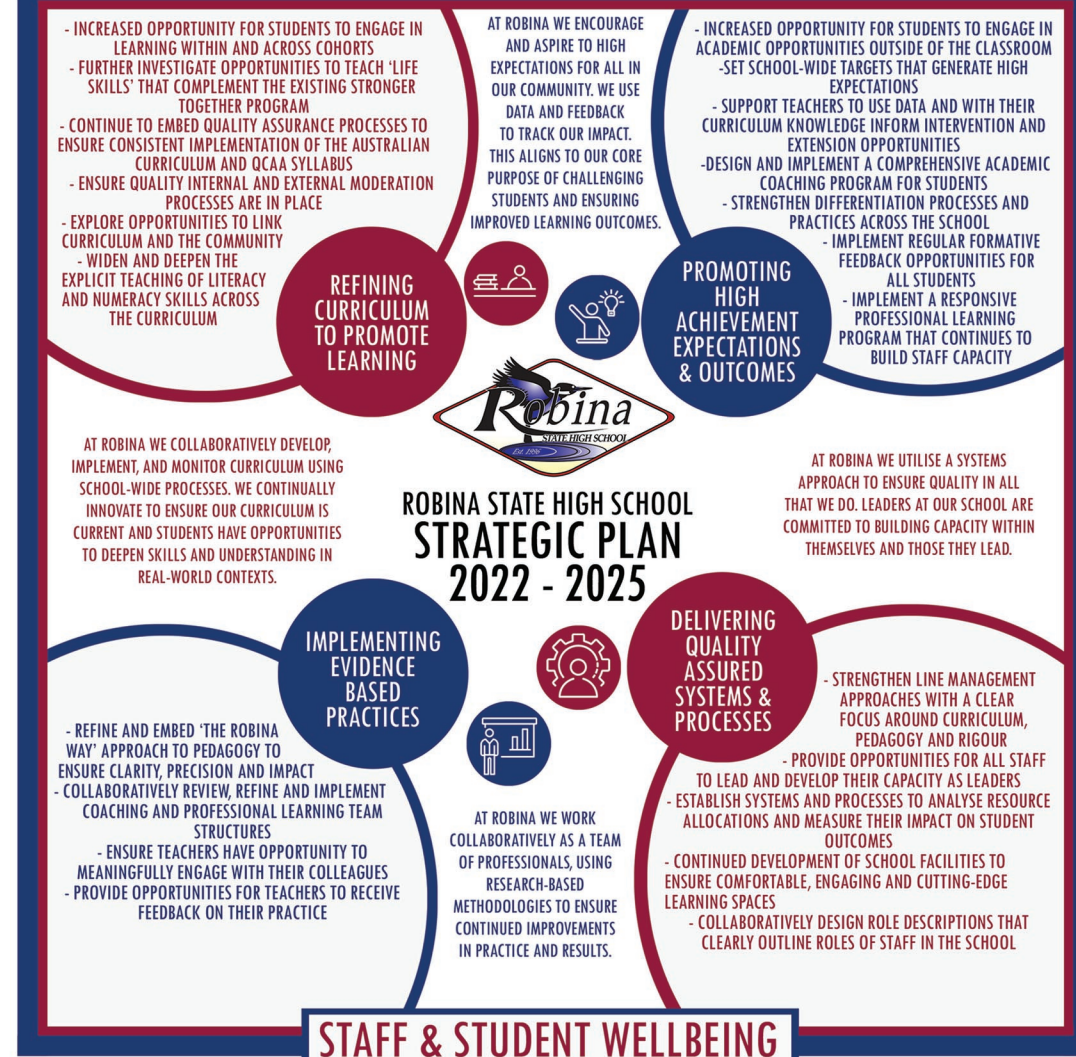 - INCREASED OPPORTUNITY FOR STUDENTS TO ENGAGE IN
LEARNING WITHIN AND ACROSS COHORTS
- FURTHER INVESTIGATE OPPORTUNITIES TO TEACH ‘LIFE
SKILLS’ THAT COMPLEMENT THE EXISTING STRONGER
TOGETHER PROGRAM
- CONTINUE TO EMBED QUALITY ASSURANCE PROCESSES TO
ENSURE CONSISTENT IMPLEMENTATION OF THE AUSTRALIAN
CURRICULUM AND QCAA SYLLABUS
- ENSURE QUALITY INTERNAL AND EXTERNAL MODERATION
PROCESSES ARE IN PLACE
- EXPLORE OPPORTUNITIES TO LINK
CURRICULUM AND THE COMMUNITY
- WIDEN AND DEEPEN THE
EXPLICIT TEACHING OF LITERACY
AND NUMERACY SKILLS ACROSS
THE CURRICULUM
REFINING
CURRICULUM
TO PROMOTE
LEARNING
AT ROBINA WE ENCOURAGE
AND ASPIRE TO HIGH
EXPECTATIONS FOR ALL IN
OUR COMMUNITY. WE USE
DATA AND FEEDBACK
TO TRACK OUR IMPACT.
THIS ALIGNS TO OUR CORE
PURPOSE OF CHALLENGING
STUDENTS AND ENSURING
IMPROVED LEARNING OUTCOMES.
- INCREASED OPPORTUNITY FOR STUDENTS TO ENGAGE IN
ACADEMIC OPPORTUNITIES OUTSIDE OF THE CLASSROOM
-SET SCHOOL-WIDE TARGETS THAT GENERATE HIGH
EXPECTATIONS
- SUPPORT TEACHERS TO USE DATA AND WITH THEIR
CURRICULUM KNOWLEDGE INFORM INTERVENTION AND
EXTENSION OPPORTUNITIES
-DESIGN AND IMPLEMENT A COMPREHENSIVE ACADEMIC
COACHING PROGRAM FOR STUDENTS
- STRENGTHEN DIFFERENTIATION PROCESSES AND
PRACTICES ACROSS THE SCHOOL
- IMPLEMENT REGULAR FORMATIVE
FEEDBACK OPPORTUNITIES FOR
ALL STUDENTS
- IMPLEMENT A RESPONSIVE
PROFESSIONAL LEARNING
PROGRAM THAT CONTINUES TO
BUILD STAFF CAPACITY
PROMOTING
HIGH
ACHIEVEMENT
EXPECTATIONS
& OUTCOMES
Robina
STATE HIGH SCHOOL
Est. 1996
AT ROBINA WE COLLABORATIVELY DEVELOP,
IMPLEMENT, AND MONITOR CURRICULUM USING
SCHOOL-WIDE PROCESSES. WE CONTINUALLY
INNOVATE TO ENSURE OUR CURRICULUM IS
CURRENT AND STUDENTS HAVE OPPORTUNITIES
TO DEEPEN SKILLS AND UNDERSTANDING IN
REAL-WORLD CONTEXTS.
ROBINA STATE HIGH SCHOOL
STRATEGIC PLAN
2022 - 2025
AT ROBINA WE UTILISE A SYSTEMS
APPROACH TO ENSURE QUALITY IN ALL
THAT WE DO. LEADERS AT OUR SCHOOL ARE
COMMITTED TO BUILDING CAPACITY WITHIN
THEMSELVES AND THOSE THEY LEAD.
IMPLEMENTING
EVIDENCE
BASED
PRACTICES
- REFINE AND EMBED ‘THE ROBINA
WAY’ APPROACH TO PEDAGOGY TO
ENSURE CLARITY, PRECISION AND IMPACT
- COLLABORATIVELY REVIEW, REFINE AND IMPLEMENT
COACHING AND PROFESSIONAL LEARNING TEAM
STRUCTURES
- ENSURE TEACHERS HAVE OPPORTUNITY TO
MEANINGFULLY ENGAGE WITH THEIR COLLEAGUES
- PROVIDE OPPORTUNITIES FOR TEACHERS TO RECEIVE
FEEDBACK ON THEIR PRACTICE
AT ROBINA WE WORK
COLLABORATIVELY AS A TEAM
OF PROFESSIONALS, USING
RESEARCH-BASED
METHODOLOGIES TO ENSURE
CONTINUED IMPROVEMENTS
IN PRACTICE AND RESULTS.
DELIVERING
QUALITY
ASSURED
SYSTEMS &
PROCESSES
- STRENGTHEN LINE MANAGEMENT
APPROACHES WITH A CLEAR
FOCUS AROUND CURRICULUM,
PEDAGOGY AND RIGOUR
- PROVIDE OPPORTUNITIES FOR ALL STAFF
TO LEAD AND DEVELOP THEIR CAPACITY AS LEADERS
- ESTABLISH SYSTEMS AND PROCESSES TO ANALYSE RESOURCE
ALLOCATIONS AND MEASURE THEIR IMPACT ON STUDENT
OUTCOMES
- CONTINUED DEVELOPMENT OF SCHOOL FACILITIES TO
ENSURE COMFORTABLE, ENGAGING AND CUTTING-EDGE
LEARNING SPACES
- COLLABORATIVELY DESIGN ROLE DESCRIPTIONS THAT
CLEARLY OUTLINE ROLES OF STAFF IN THE SCHOOL
STAFF & STUDENT WELLBEING